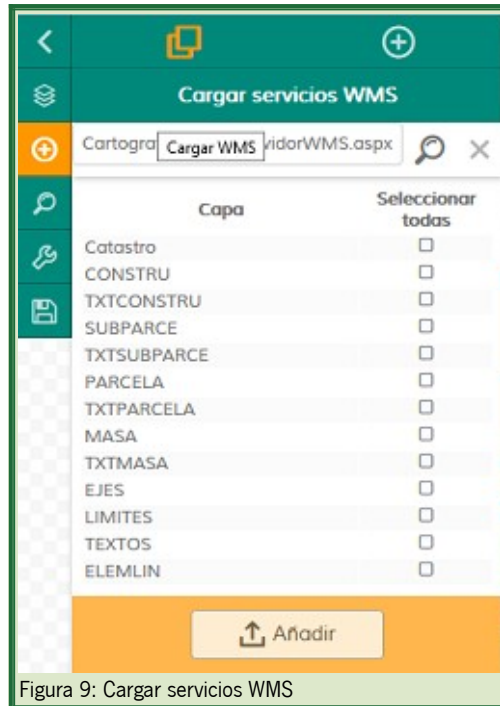 Cargar servicios WMS
Cartogra Cargar WMS vidorWMS.aspx
Capa
Seleccionar
todas
Catastro
CONSTRU
TXTCONSTRU
SUBPARCE
TXTSUBPARCE
PARCELA
TXTPARCELA
MASA
TXTMASA
EJES
LIMITES
TEXTOS
ELEMLIN
Añadir
Figura 9: Cargar servicios WMS